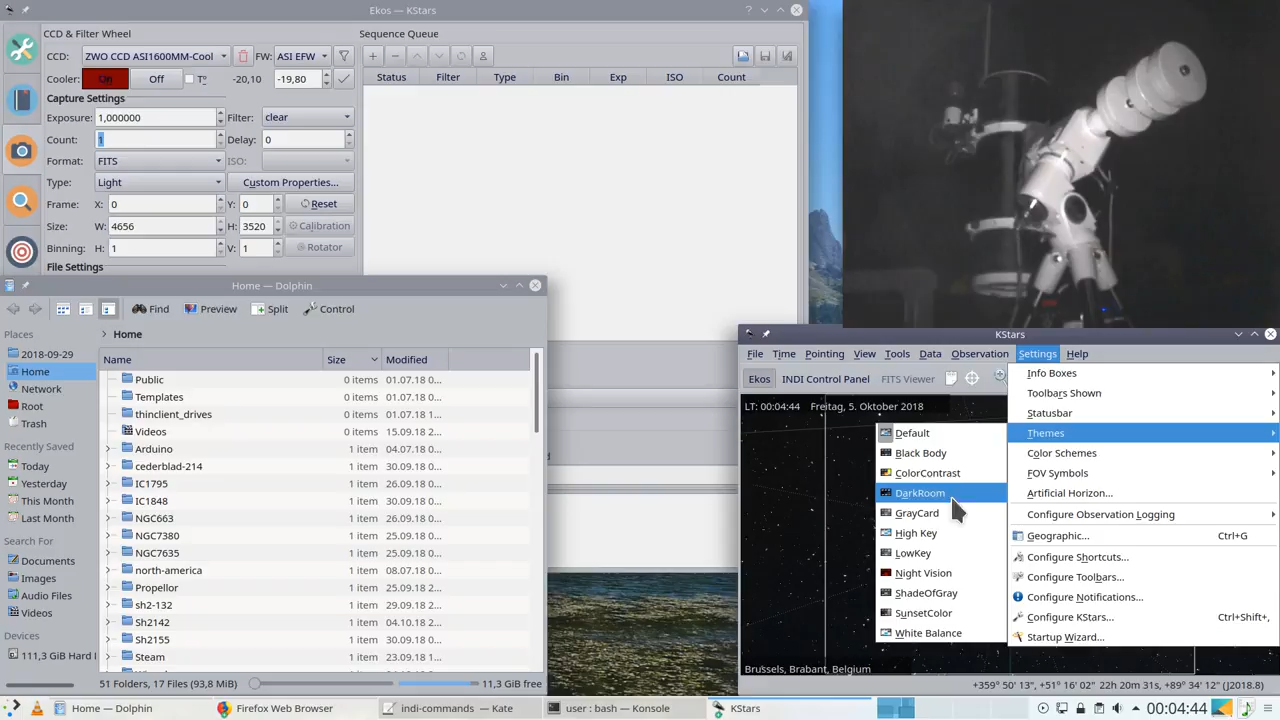 Ekos — KStars
CCD & Filter Wheel
CCD: ZWO CCD ASI1600MM-Cool FW: ASI EFW
Cooler: On Off T° -20,10 -19,80
Capture Settings
Exposure: 1,000000 Filter: clear
Count: 1 Delay: 0
Format: FITS ISO:
Type: Light Custom Properties...
Frame: X: 0 Y: 0 Reset
Size: W: 4656 H: 3520 Calibration
Binning: H: 1 V: 1 Rotator
File Settings
Sequence Queue
Status Filter Type Bin Exp ISO Count
Home — Dolphin
Find Preview Split Control
Places
2018-09-29
Home
Network
Root
Trash
Recently Saved
Today
Yesterday
This Month
Last Month
Search For
Documents
Images
Audio Files
Videos
Devices
111,3 GiB Hard
Home
Name Size Modified
Public 0 items 01.07.18 0...
Templates 0 items 01.07.18 0...
thinclient_drives 0 items 01.07.18 1...
Videos 0 items 15.09.18 2...
Arduino 1 item 04.07.18 0...
cederblad-214 1 item 30.09.18 2...
IC1795 1 item 30.09.18 0...
IC1848 1 item 30.09.18 0...
NGC663 1 item 26.09.18 0...
NGC7380 1 item 26.09.18 0...
NGC7635 1 item 26.09.18 0...
north-america 1 item 08.07.18 0...
Propellor 1 item 30.09.18 0...
sh2-132 1 item 25.09.18 2...
Sh2142 1 item 04.10.18 2...
Sh2155 1 item 29.09.18 2...
Steam 1 item 23.09.18 1...
51 Folders, 17 Files (93,8 MiB) 11,3 GiB free
KStars
File Time Pointing View Tools Data Observation Settings Help
Ekos INDI Control Panel FITS Viewer
LT: 00:04:44 Freitag, 5. Oktober 2018
Default
Black Body
ColorContrast
DarkRoom
GrayCard
High Key
LowKey
Night Vision
ShadeOfGray
SunsetColor
White Balance
Info Boxes
Toolbars Shown
Statusbar
Themes
Color Schemes
FOV Symbols
Artificial Horizon...
Configure Observation Logging
Geographic... Ctrl+G
Configure Shortcuts...
Configure Toolbars...
Configure Notifications...
Configure KStars... Ctrl+Shift+,
Startup Wizard...
Brussels, Brabant, Belgium
+359° 50' 13", +51° 16' 02" 22h 20m 31s, +89° 34' 12" (J2018.8)
Home — Dolphin
Firefox Web Browser
indi-commands — Kate
user : bash — Konsole
KStars
00:04:44